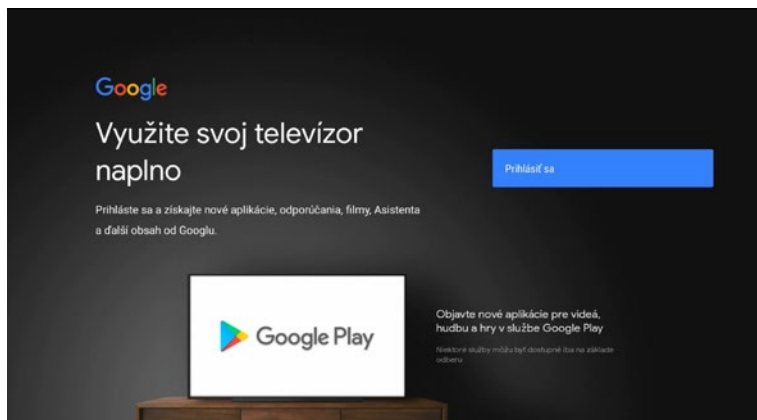 Google
Využite svoj televízor
naplno
Prihláste sa a získajte nové aplikácie, odporúčania, filmy, Asistenta
a ďalší obsah od Googlu.
Prihlásiť sa
Google Play
Objavte nové aplikácie pre videá,
hudbu a hry v službe Google Play
Niektoré služby môžu byť dostupné iba na základe
odberu